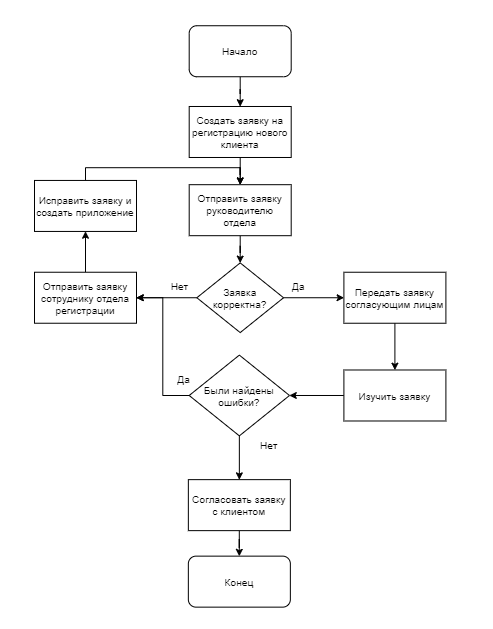 Начало
Создать заявку на
регистрацию нового
клиента
Исправить заявку и
создать приложение
Отправить заявку
руководителю
отдела
Отправить заявку
сотруднику отдела
регистрации
Нет
Заявка
корректна?
Да
Передать заявку
согласующим лицам
Да
Были найдены
ошибки?
Изучить заявку
Нет
Согласовать заявку
с клиентом
Конец